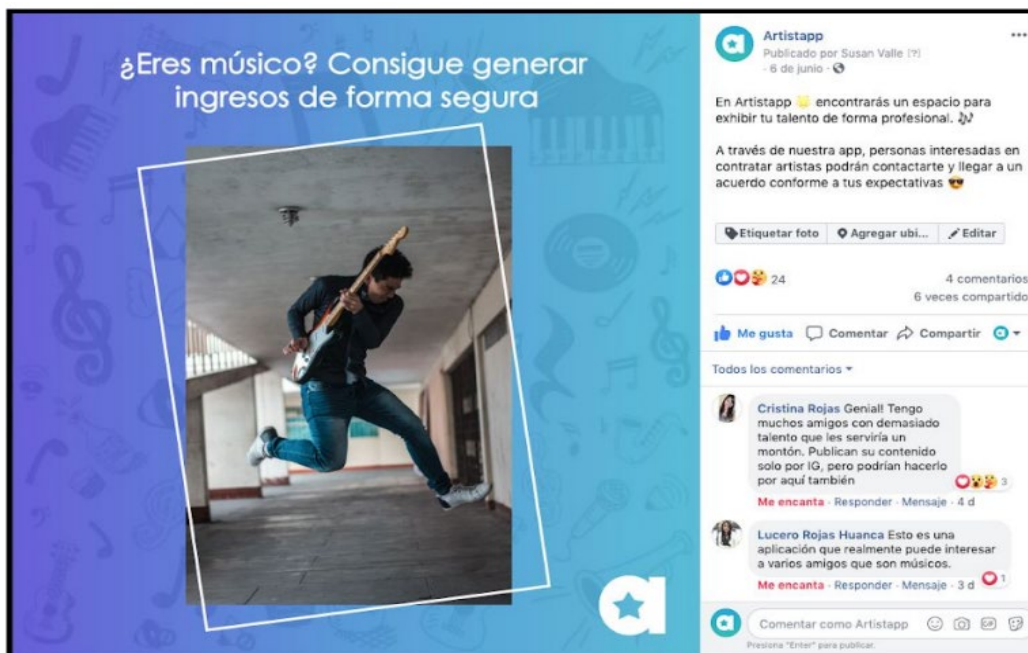 ¿Eres músico? Consigue generar
ingresos de forma segura
Artistapp
Publicado por Susan Valle [?]
· 6 de junio ·
En Artistapp encontrarás un espacio para
exhibir tu talento de forma profesional.
A través de nuestra app, personas interesadas en
contratar artistas podrán contactarte y llegar a un
acuerdo conforme a tus expectativas
Etiquetar foto Agregar ubi... Editar
24 4 comentarios
6 veces compartido
Me gusta Comentar Compartir
Todos los comentarios
Cristina Rojas Genial! Tengo
muchos amigos con demasiado
talento que les serviría un
montón. Publican su contenido
solo por IG, pero podrían hacerlo
por aquí también
3
Me encanta · Responder · Mensaje · 4 d
Lucero Rojas Huanca Esto es una
aplicación que realmente puede interesar
a varios amigos que son músicos.
1
Me encanta · Responder · Mensaje · 3 d
Comentar como Artistapp GIF
Presiona "Enter" para publicar.